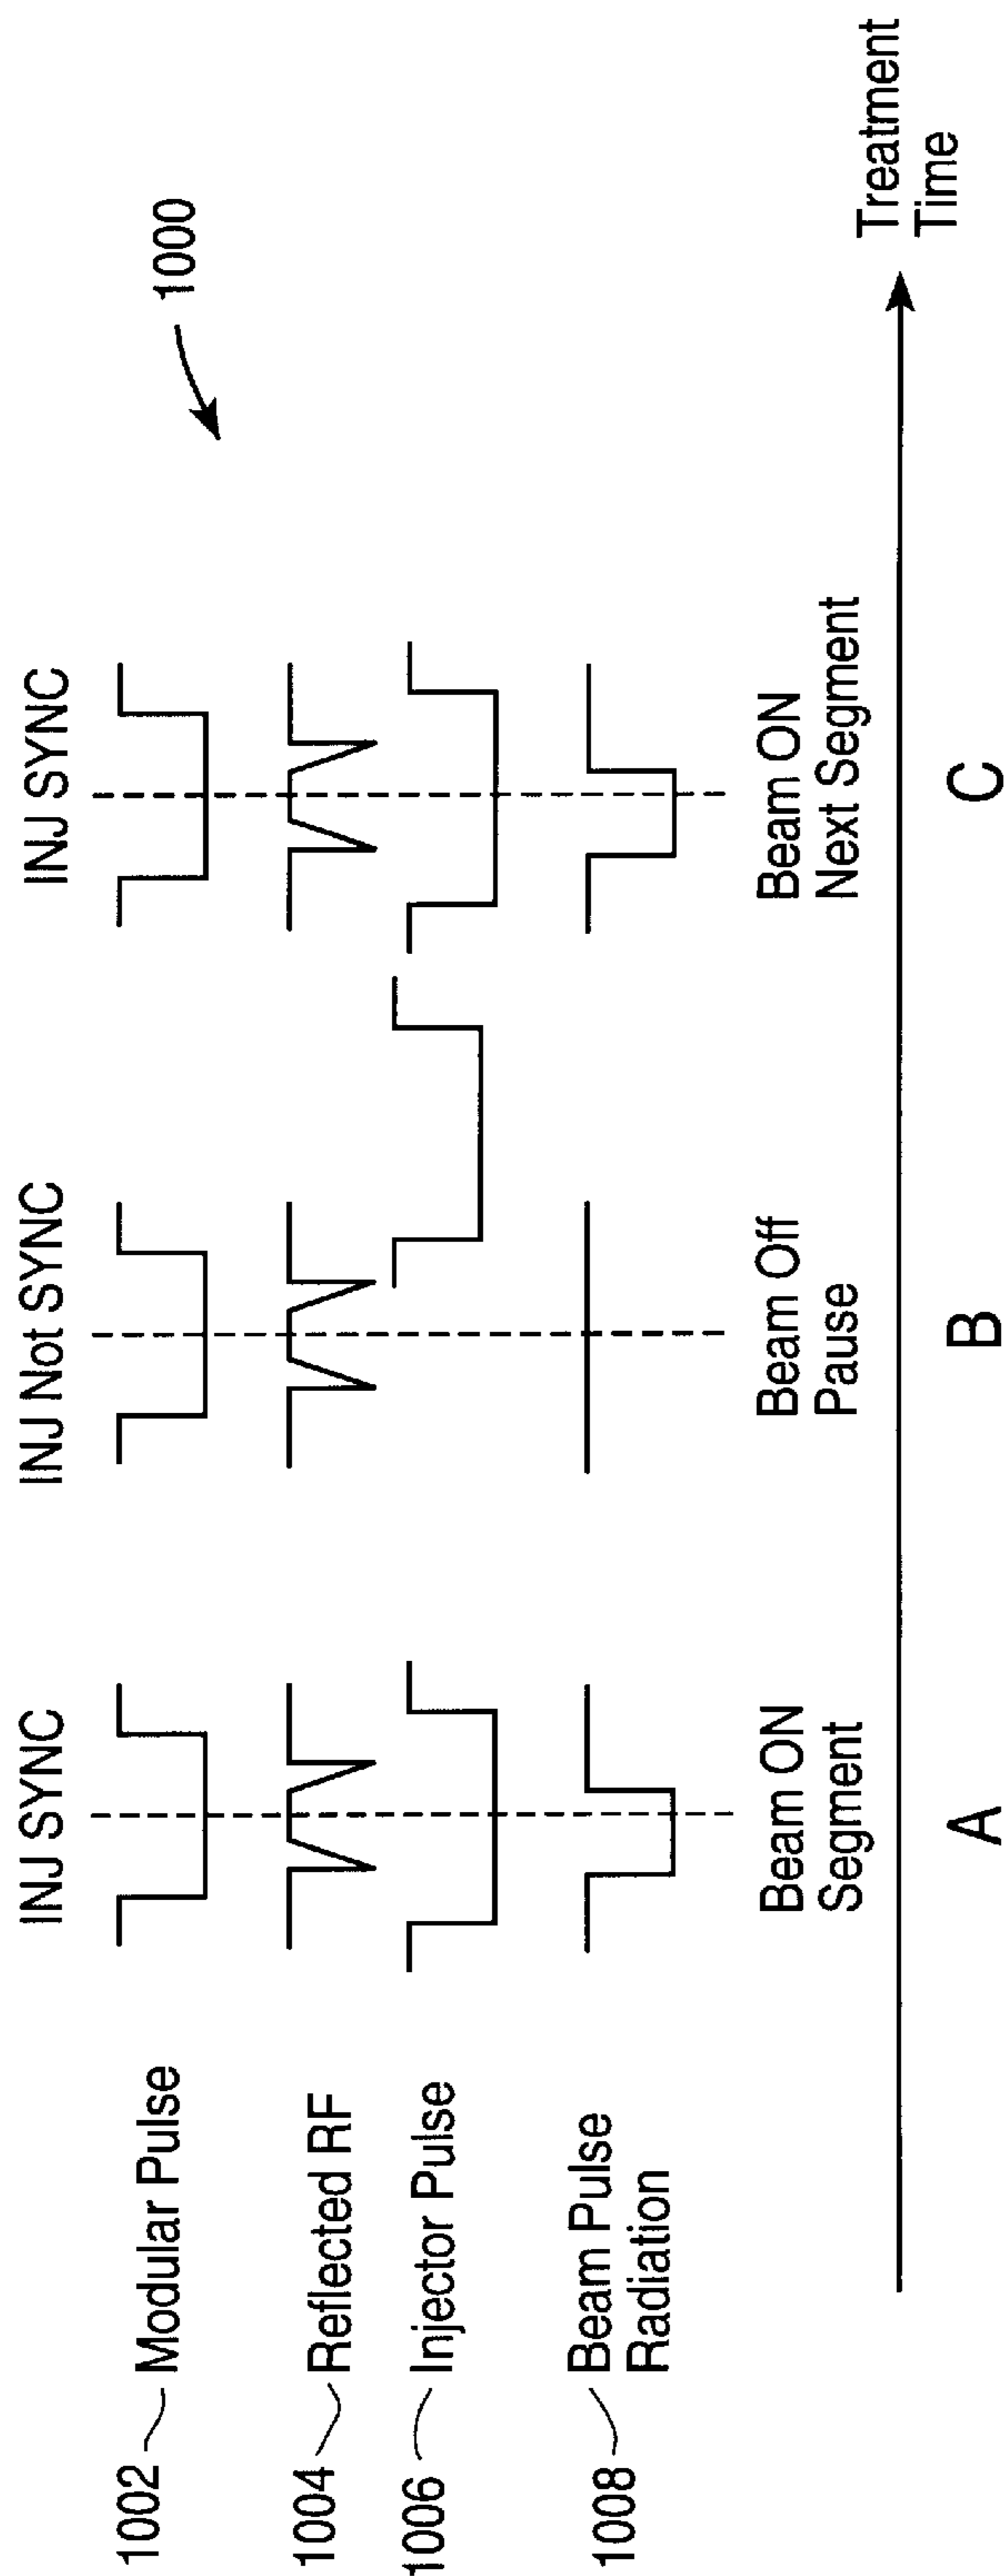 1000
INJ SYNC
INJ Not SYNC
INJ SYNC
1002 Modular Pulse
1004 Reflected RF
1006 Injector Pulse
1008 Beam Pulse
Radiation
Beam ON
Segment
Beam Off
Pause
Beam ON
Next Segment
Treatment
Time
A
B
C